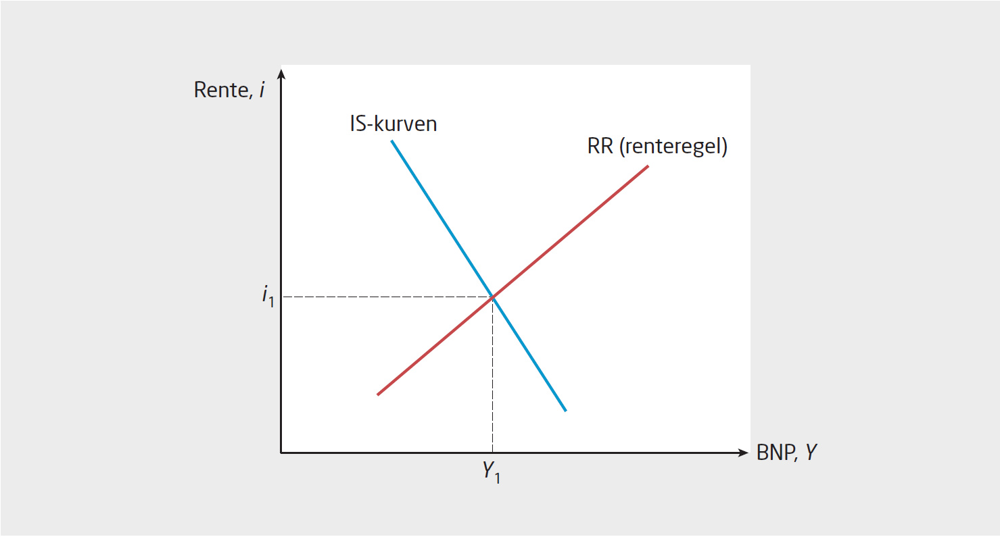 Rente, i
IS-kurven
RR (renteregel)
i1
BNP, Y
Y1